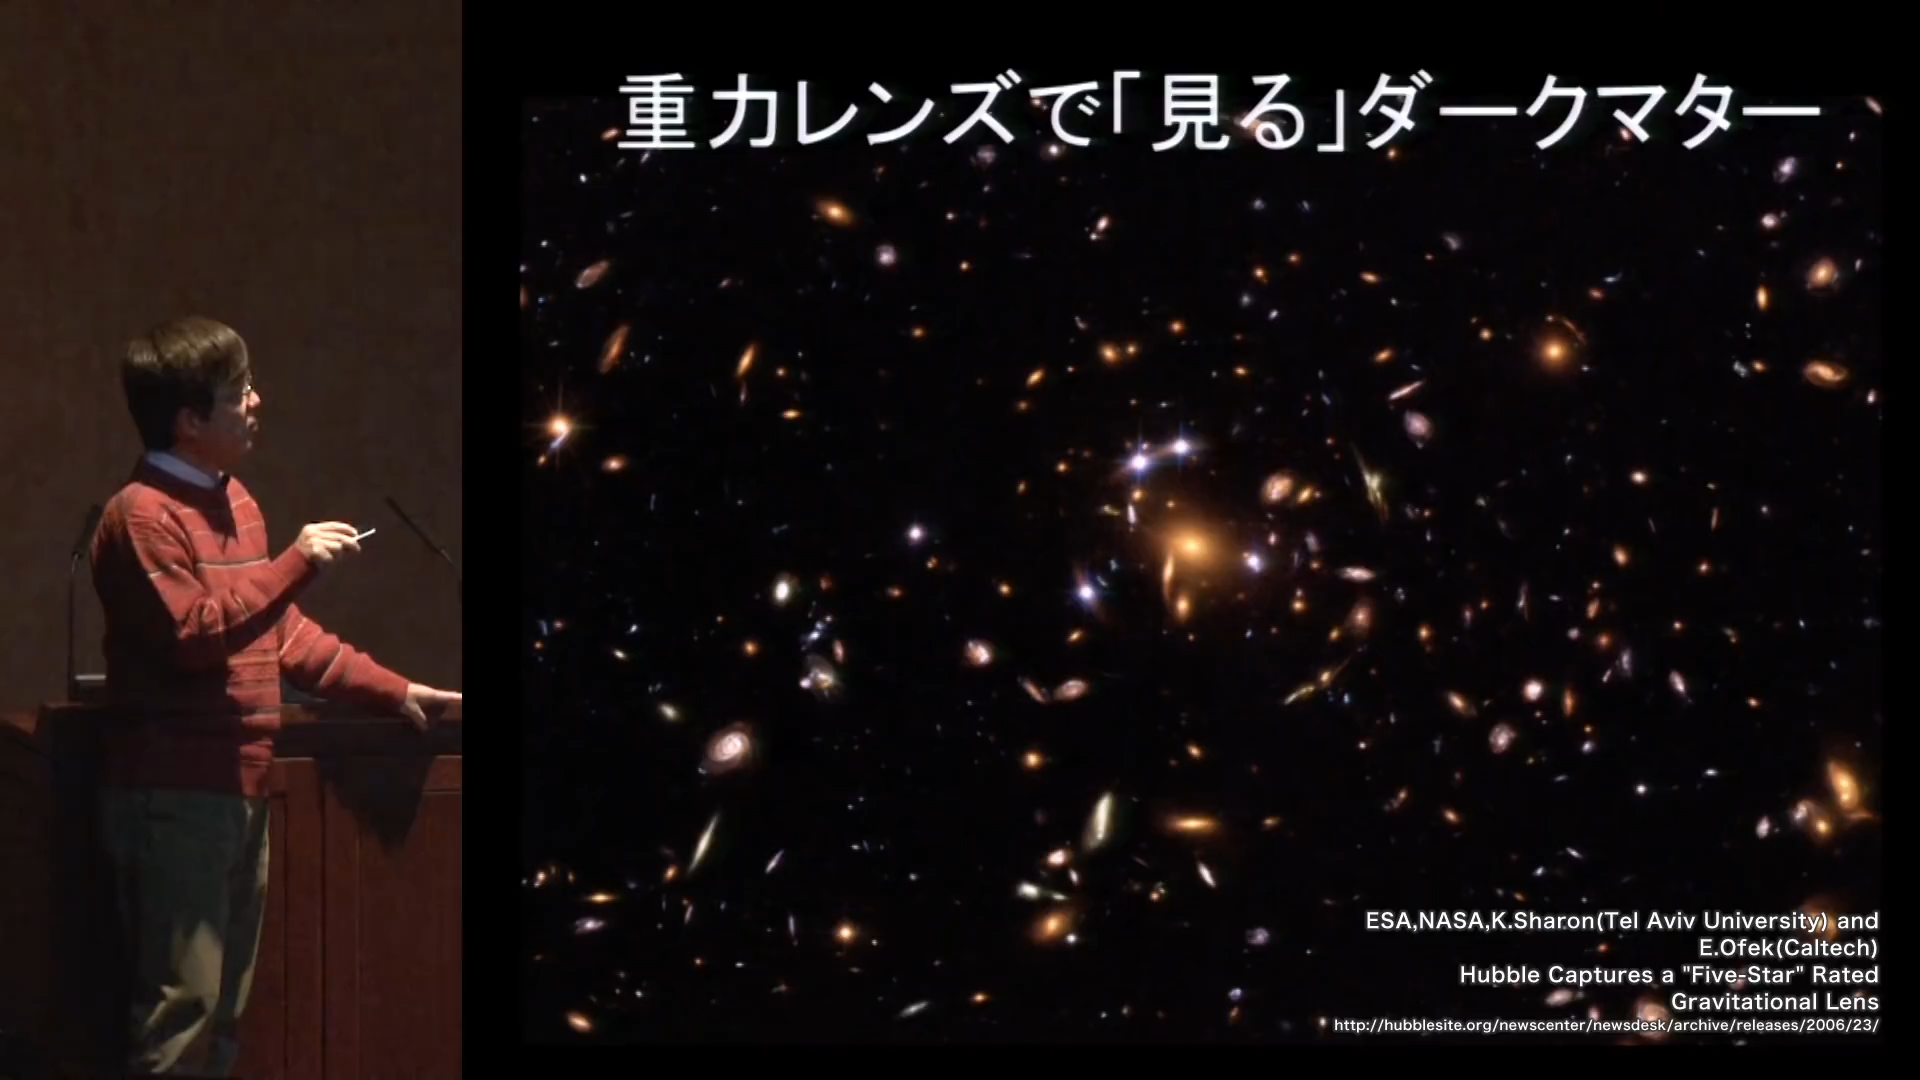 重力レンズで「見る」ダークマター
ESA,NASA,K.Sharon(Tel Aviv University) and
E.Ofek(Caltech)
Hubble Captures a "Five-Star" Rated
Gravitational Lens
http://hubblesite.org/newscenter/newsdesk/archive/releases/2006/23/